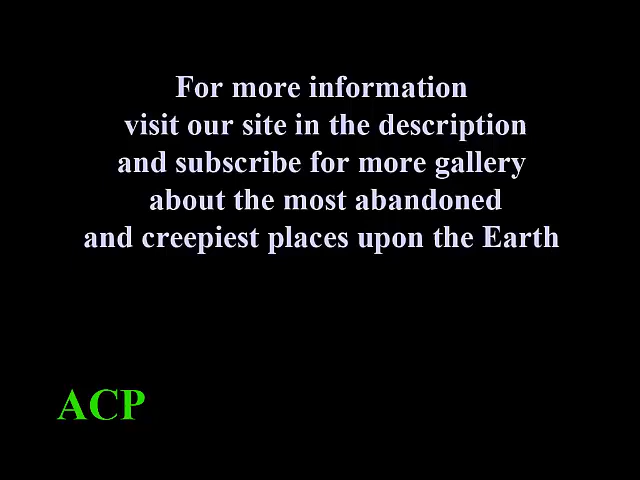 For more information
visit our site in the description
and subscribe for more gallery
about the most abandoned
and creepiest places upon the Earth
ACP